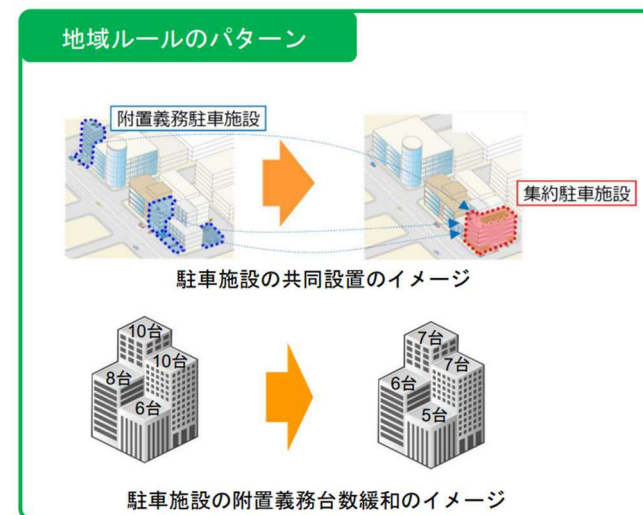 地域ルールのパターン
附置義務駐車施設
集約駐車施設
駐車施設の共同設置のイメージ
10台
10台
8台
6台
7台
7台
6台
5台
駐車施設の附置義務台数緩和のイメージ